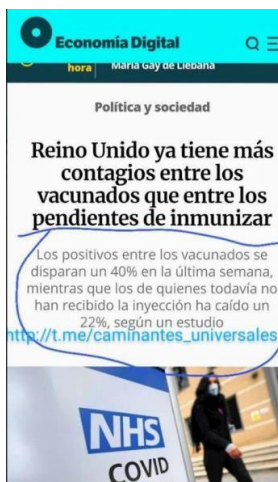 Economía Digital
hora
María Gay de Liébana
Política y sociedad
Reino Unido ya tiene más
contagios entre los
vacunados que entre los
pendientes de inmunizar
Los positivos entre los vacunados se
disparan un 40% en la última semana,
mientras que los de quienes todavía no
han recibido la inyección ha caído un
22%, según un estudio
http://t.me/caminantes_universales
NHS
COVID